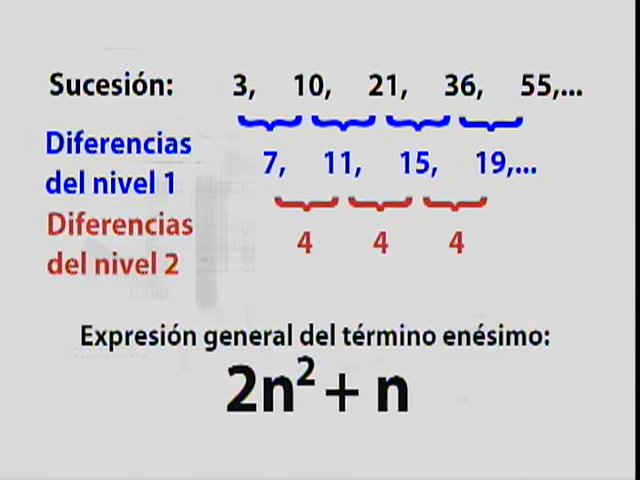 Sucesión: 3, 10, 21, 36, 55,...
Diferencias
del nivel 1 7, 11, 15, 19,...
Diferencias
del nivel 2 4 4 4
Expresión general del término enésimo:
2n² + n